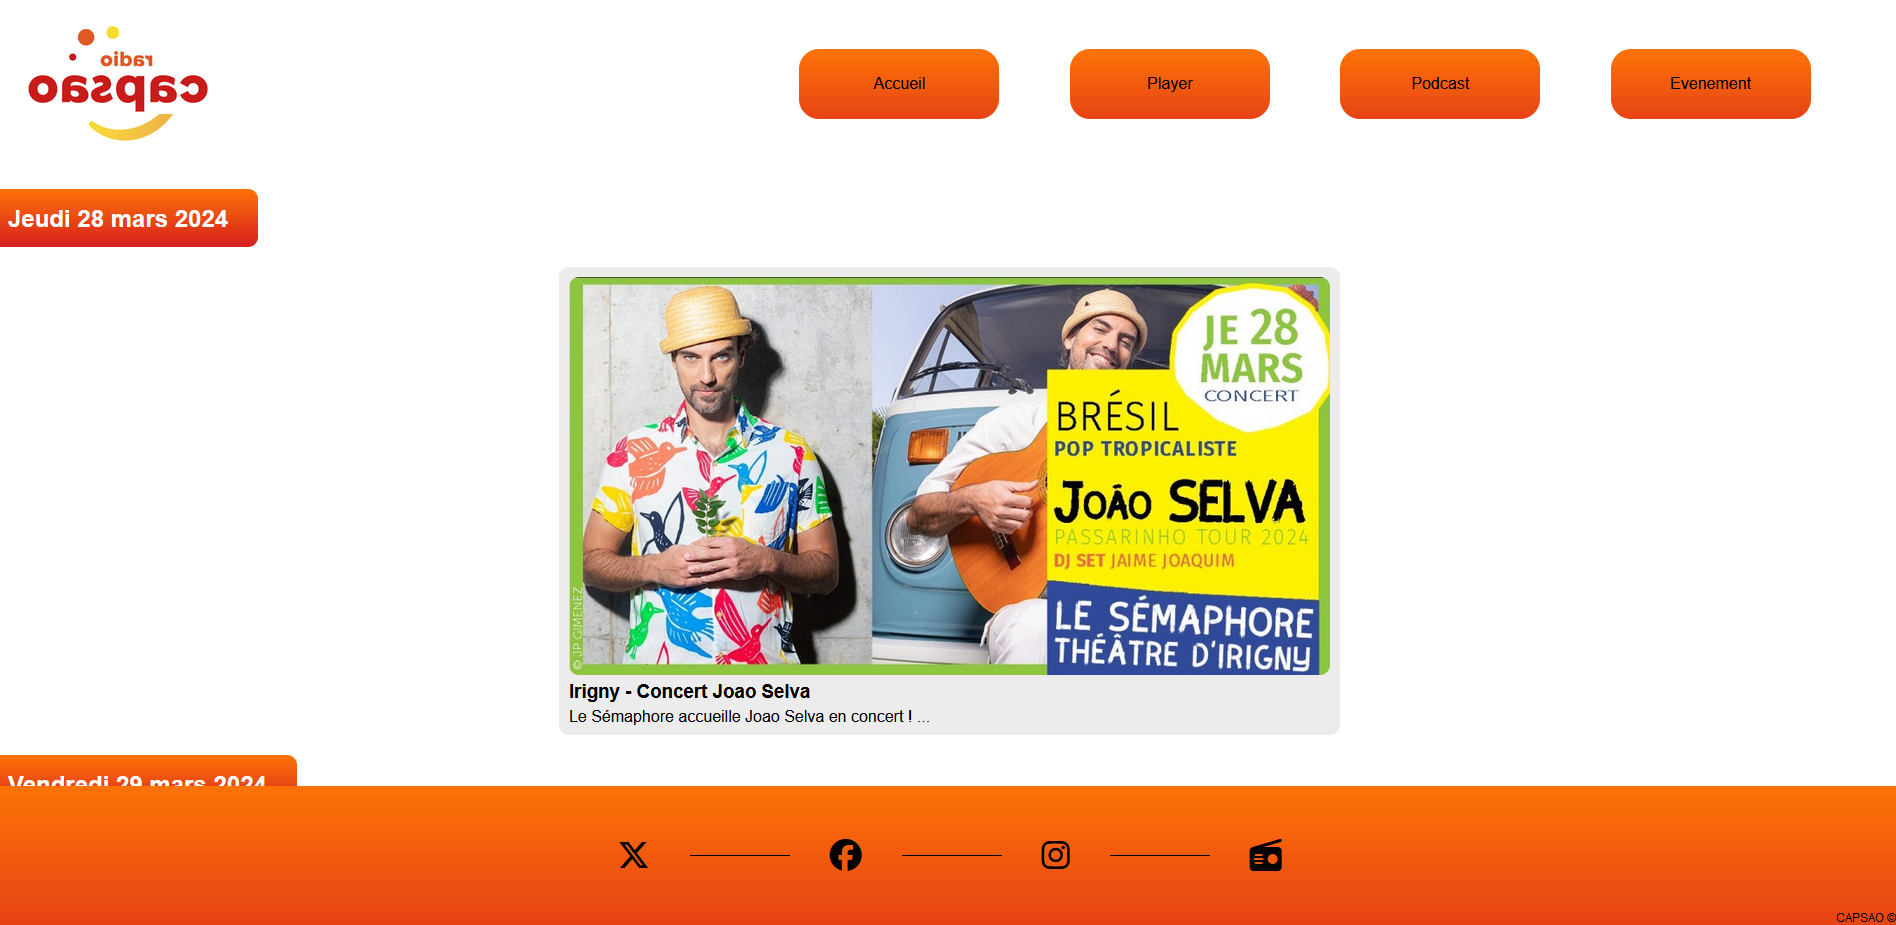 radio
capsao
Accueil
Player
Podcast
Evenement
Jeudi 28 mars 2024
JE 28
MARS
CONCERT
BRÉSIL
POP TROPICALISTE
JOÃO SELVA
PASSARINHO TOUR 2024
DJ SET JAIME JOAQUIM
LE SÉMAPHORE
THÉÂTRE D'IRIGNY
© JP GIMENEZ
Irigny - Concert Joao Selva
Le Sémaphore accueille Joao Selva en concert ! ...
Vendredi 29 mars 2024
CAPSAO ©